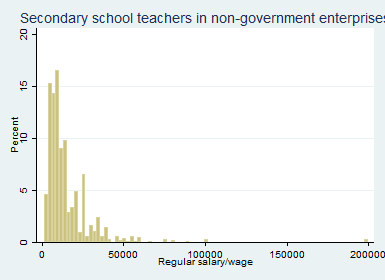 Secondary school teachers in non-government enterprises
20
15
10
5
0
Percent
0 50000 100000 150000 200000
Regular salary/wage